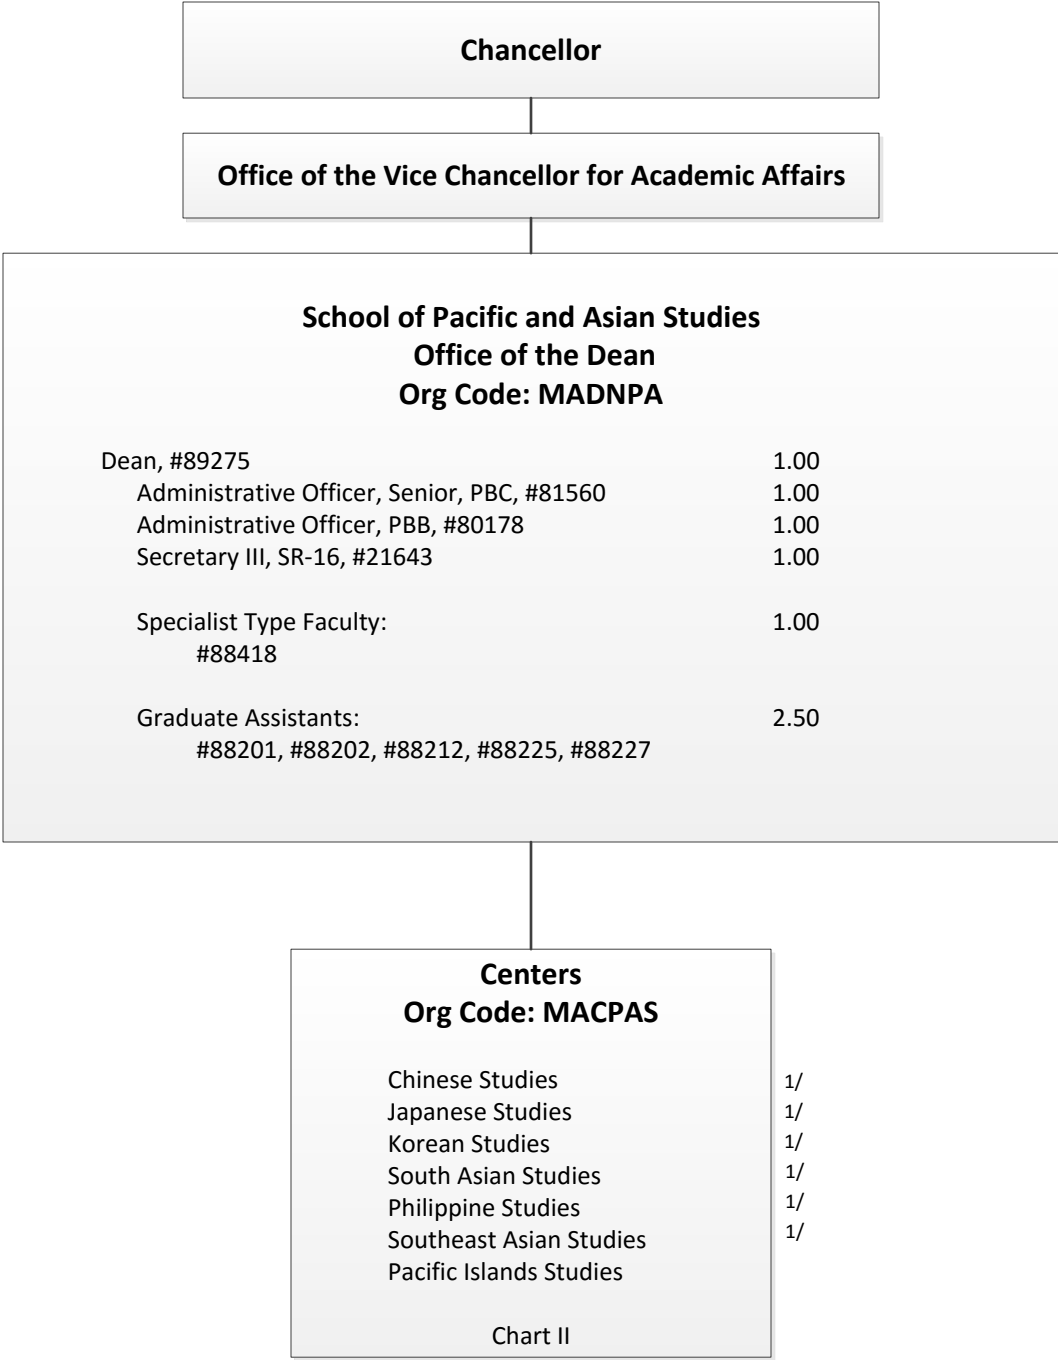 Chancellor
Office of the Vice Chancellor for Academic Affairs
School of Pacific and Asian Studies
Office of the Dean
Org Code: MADNPA
Dean, #89275 1.00
Administrative Officer, Senior, PBC, #81560 1.00
Administrative Officer, PBB, #80178 1.00
Secretary III, SR-16, #21643 1.00
Specialist Type Faculty: 1.00
#88418
Graduate Assistants: 2.50
#88201, #88202, #88212, #88225, #88227
Centers
Org Code: MACPAS
Chinese Studies 1/
Japanese Studies 1/
Korean Studies 1/
South Asian Studies 1/
Philippine Studies 1/
Southeast Asian Studies 1/
Pacific Islands Studies
Chart II